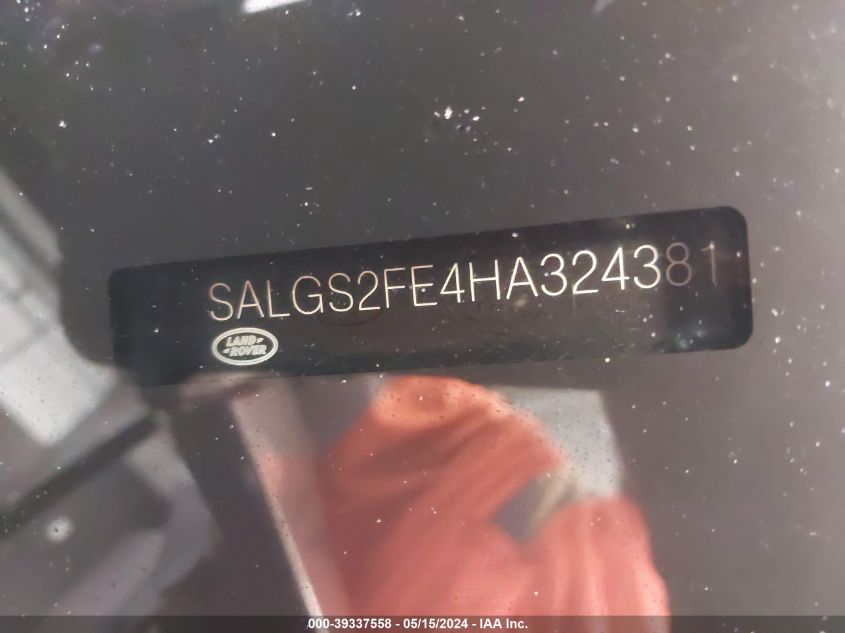 SALGS2FE4HA324381
LAND-
-ROVER
000-39337558 - 05/15/2024 - IAA Inc.